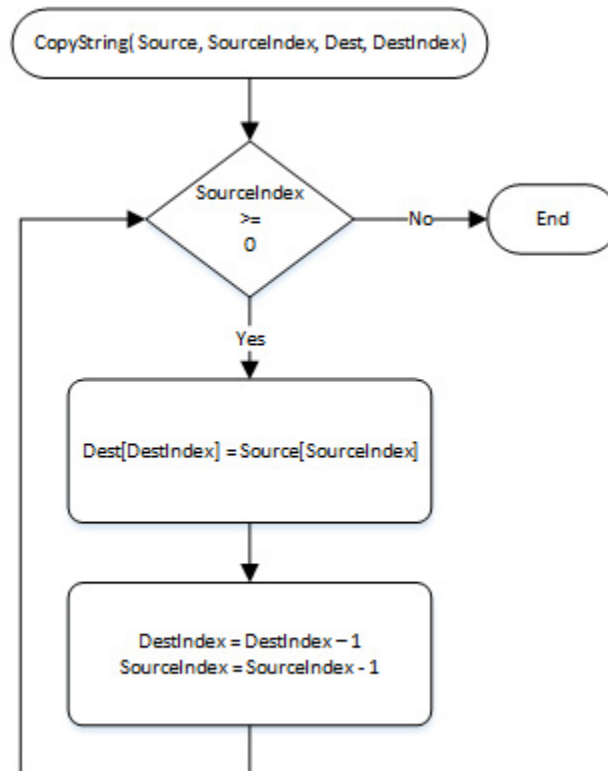 CopyString( Source, SourceIndex, Dest, DestIndex)
SourceIndex
>=
0
No
End
Yes
Dest[DestIndex] = Source[SourceIndex]
DestIndex = DestIndex – 1
SourceIndex = SourceIndex - 1